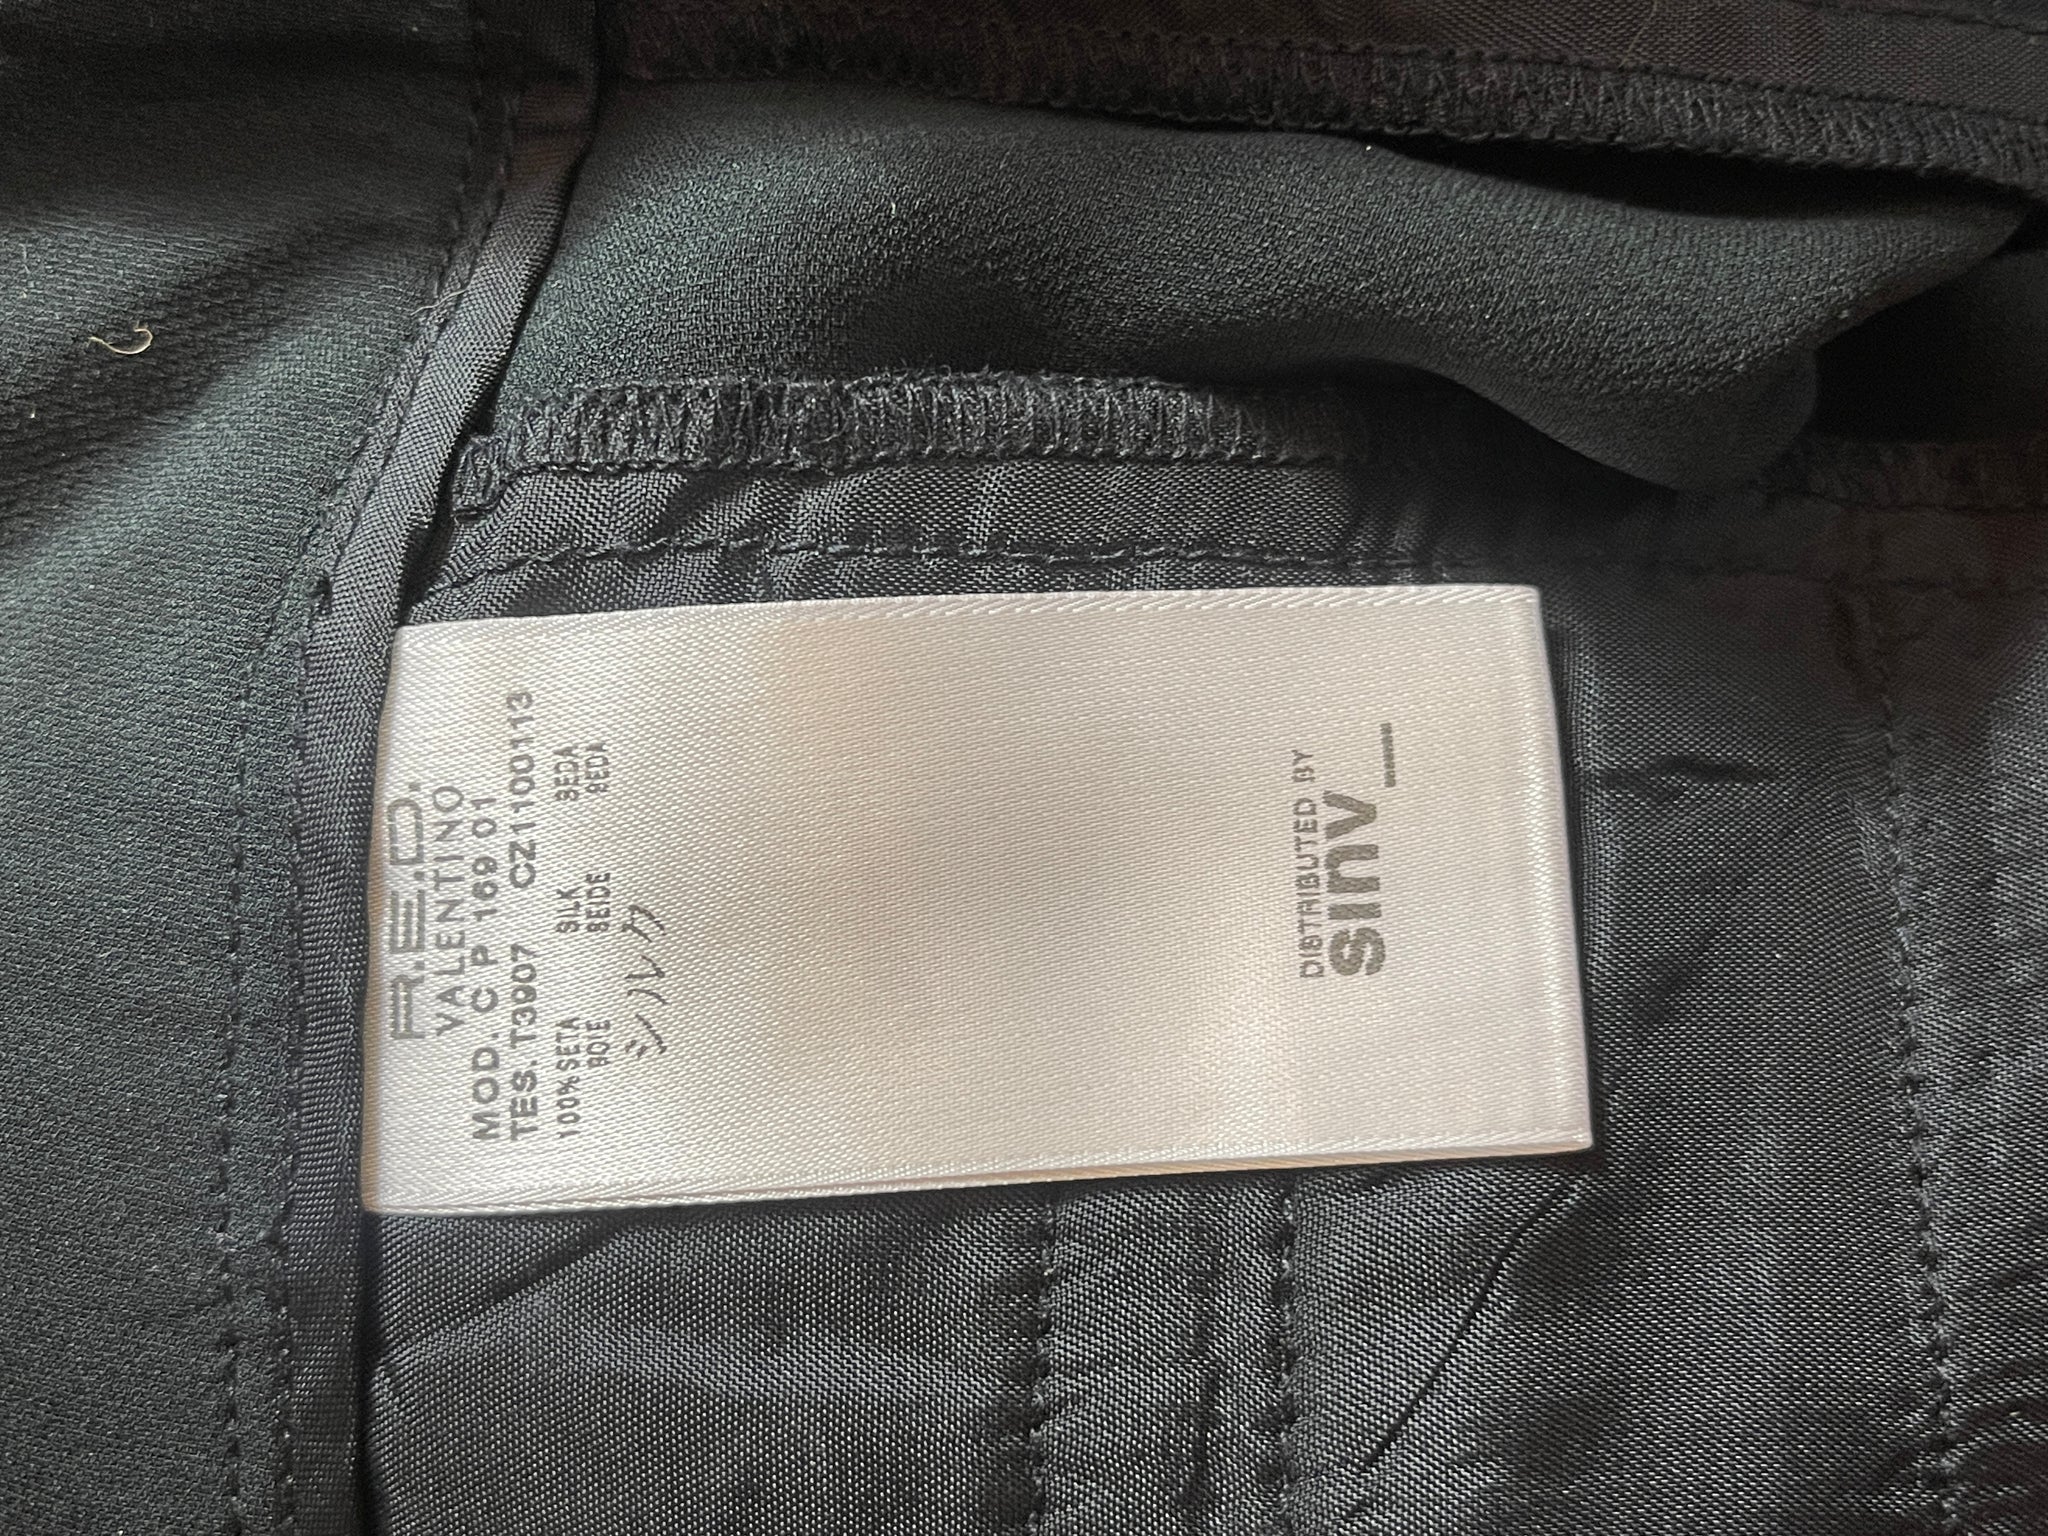 R.E.D.
VALENTINO
MOD. C P 169 01
TES. T3907 CZ1100113
100% SETA SILK SEDA
SOIE SEIDE SEDA
シルク
DISTRIBUTED BY
sinv_